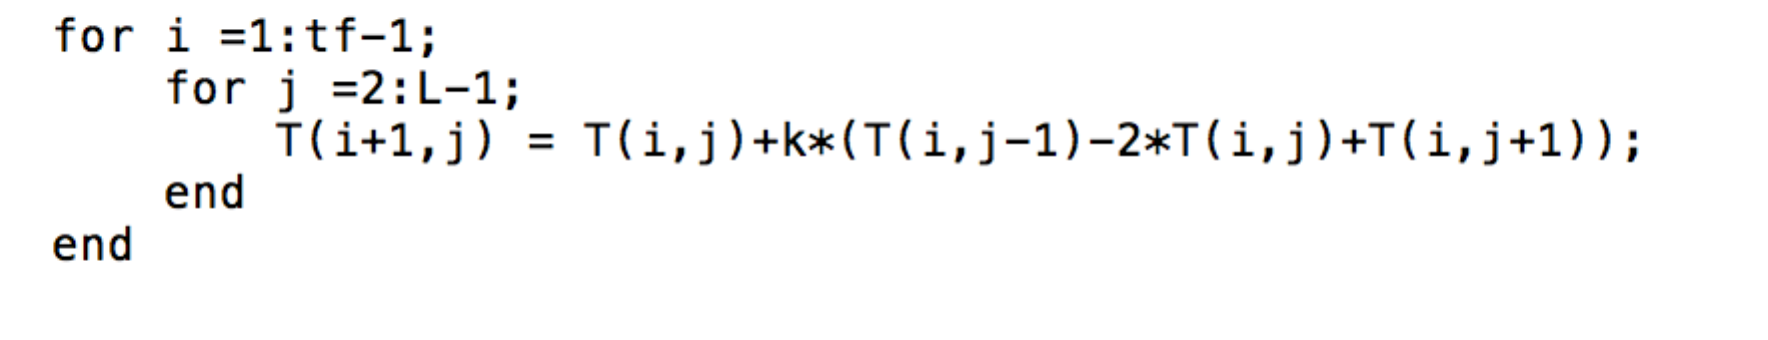 for i =1:tf-1;
    for j =2:L-1;
        T(i+1,j) = T(i,j)+k*(T(i,j-1)-2*T(i,j)+T(i,j+1));
    end
end